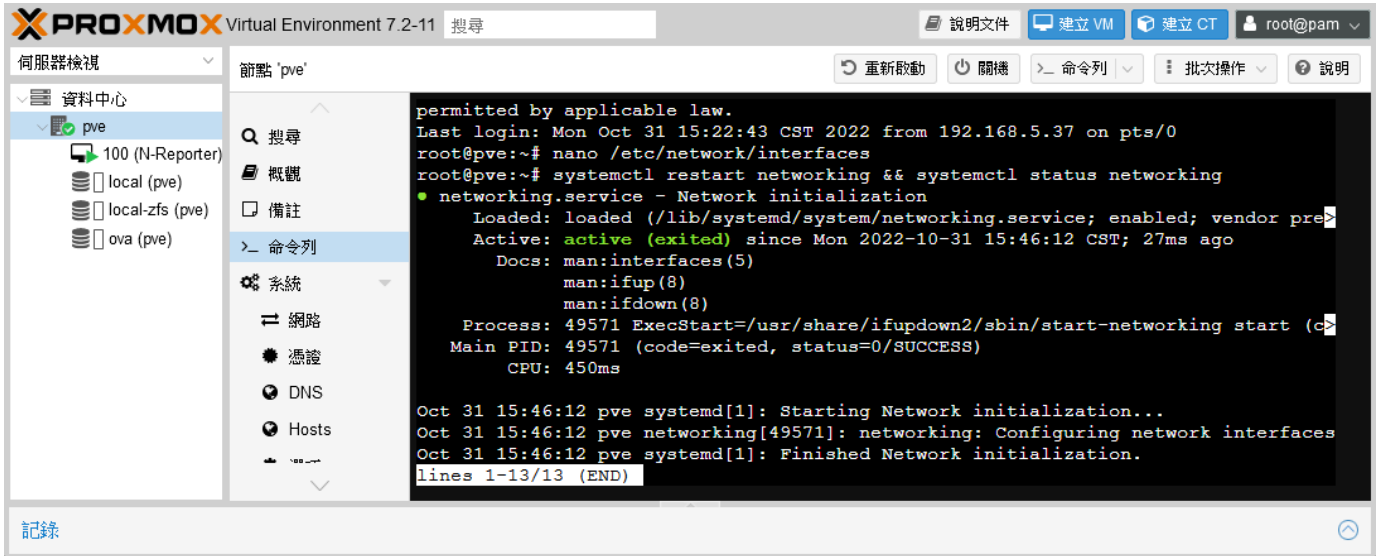 PROXMOX Virtual Environment 7.2-11 搜尋 說明文件 建立 VM 建立 CT root@pam
伺服器檢視
節點 'pve' 重新啟動 關機 >_ 命令列 批次操作 說明
資料中心
pve
100 (N-Reporter)
local (pve)
local-zfs (pve)
ova (pve)
搜尋
概觀
備註
>_ 命令列
系統
網路
憑證
DNS
Hosts
permitted by applicable law.
Last login: Mon Oct 31 15:22:43 CST 2022 from 192.168.5.37 on pts/0
root@pve:~# nano /etc/network/interfaces
root@pve:~# systemctl restart networking && systemctl status networking
● networking.service - Network initialization
Loaded: loaded (/lib/systemd/system/networking.service; enabled; vendor pre>
Active: active (exited) since Mon 2022-10-31 15:46:12 CST; 27ms ago
Docs: man:interfaces(5)
man:ifup(8)
man:ifdown(8)
Process: 49571 ExecStart=/usr/share/ifupdown2/sbin/start-networking start (c>
Main PID: 49571 (code=exited, status=0/SUCCESS)
CPU: 450ms
Oct 31 15:46:12 pve systemd[1]: Starting Network initialization...
Oct 31 15:46:12 pve networking[49571]: networking: Configuring network interfaces
Oct 31 15:46:12 pve systemd[1]: Finished Network initialization.
lines 1-13/13 (END)
記錄